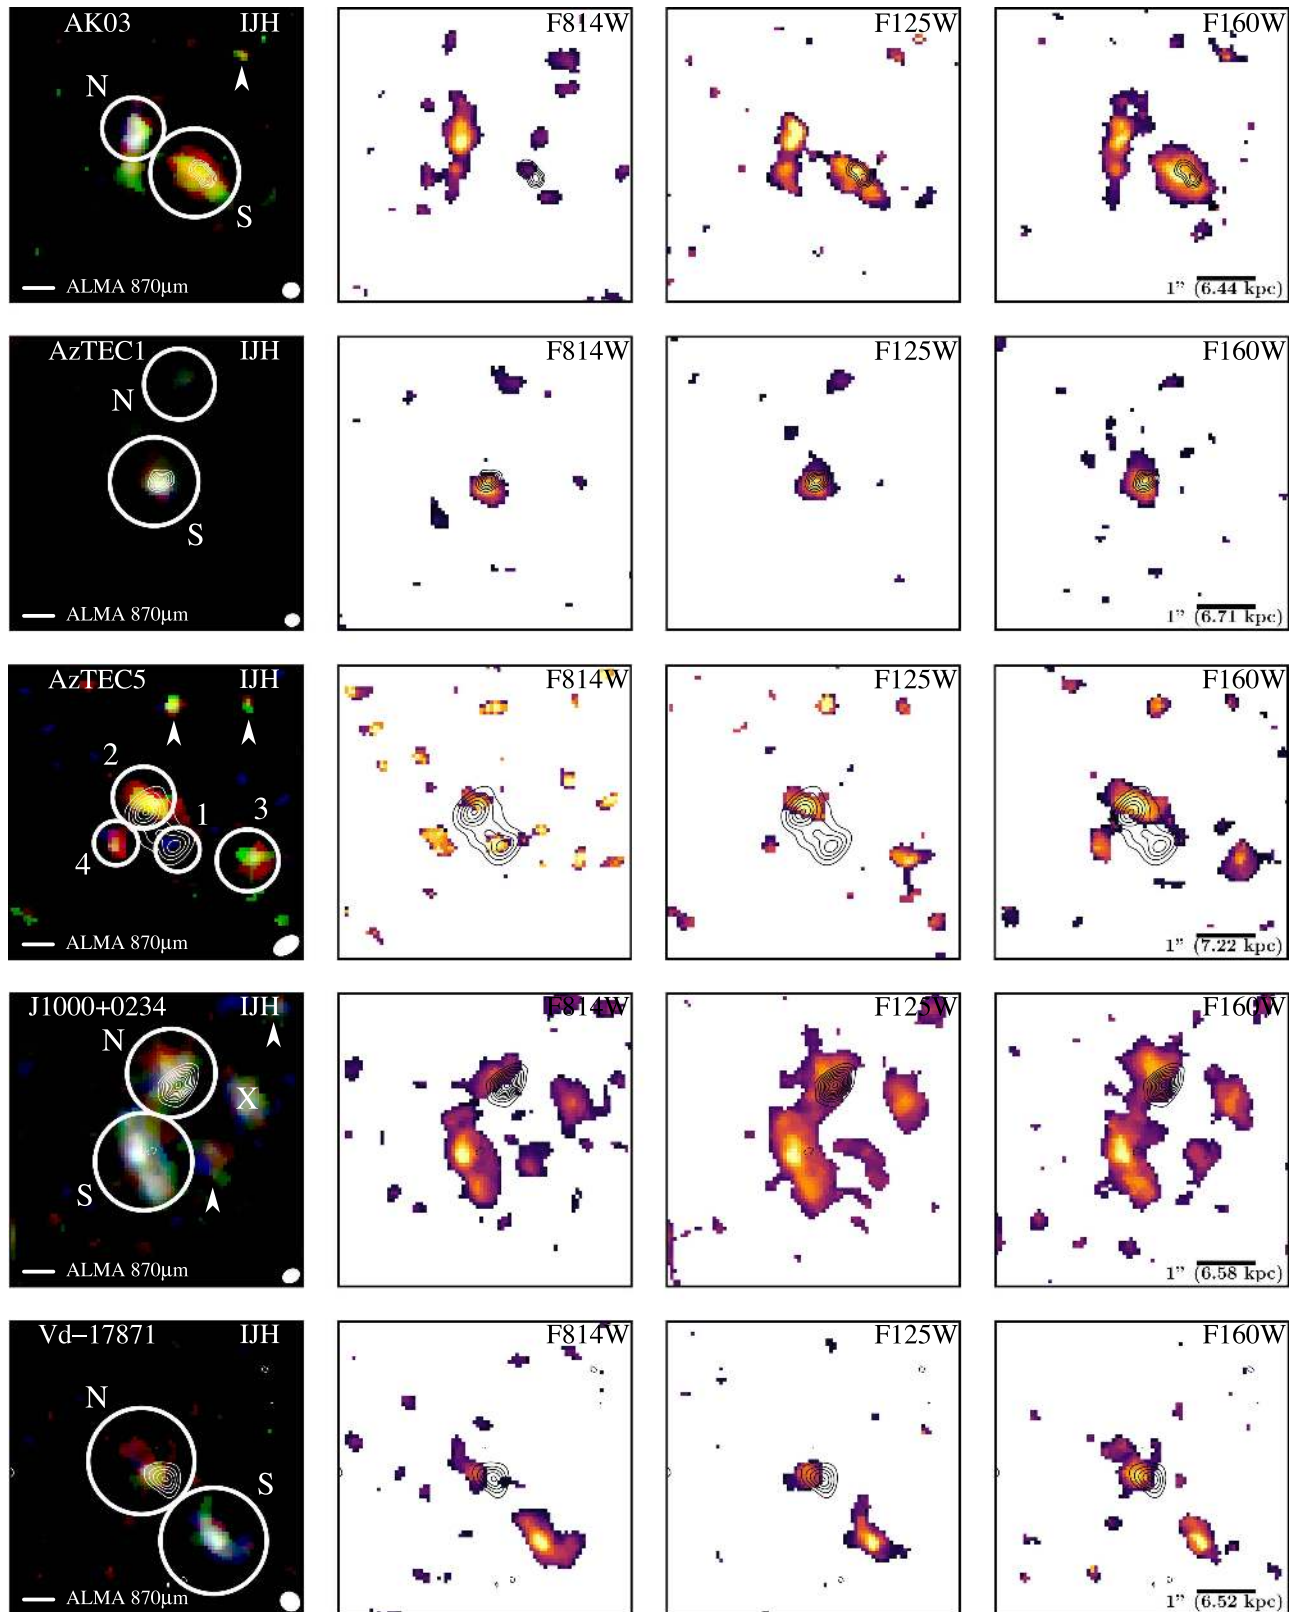 AK03 IJH F814W F125W F160W
N
S
ALMA 870μm 1" (6.44 kpc)
AzTEC1 IJH F814W F125W F160W
N
S
ALMA 870μm 1" (6.71 kpc)
AzTEC5 IJH F814W F125W F160W
2
1 3
4
ALMA 870μm 1" (7.22 kpc)
J1000+0234 IJH F814W F125W F160W
N
X
S
ALMA 870μm 1" (6.58 kpc)
Vd−17871 IJH F814W F125W F160W
N
S
ALMA 870μm 1" (6.52 kpc)